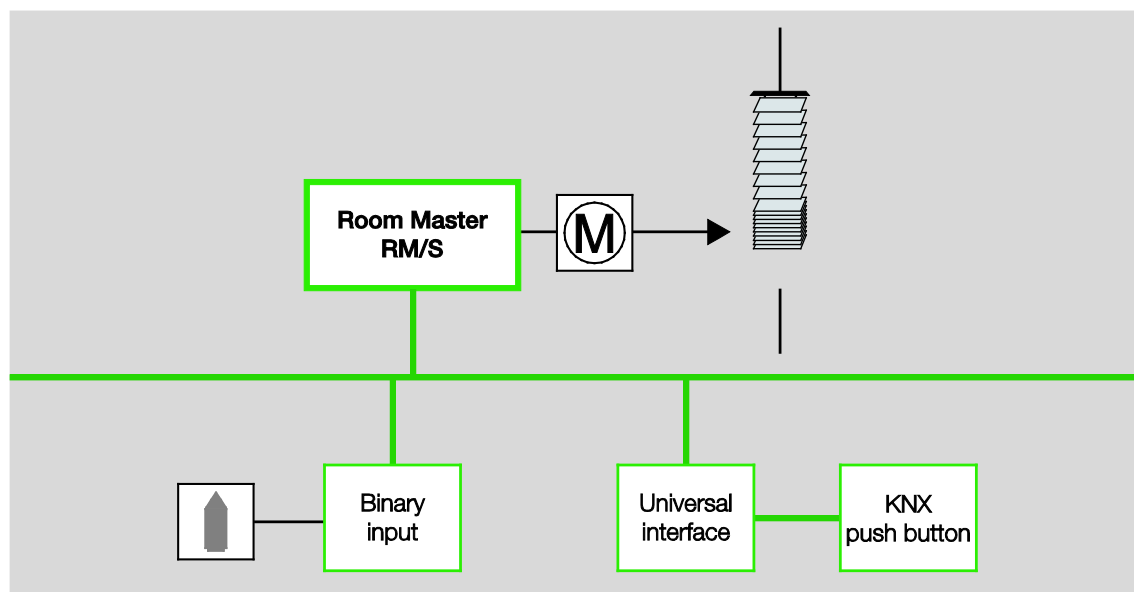 Room Master
RM/S
M
Binary
input
Universal
interface
KNX
push button